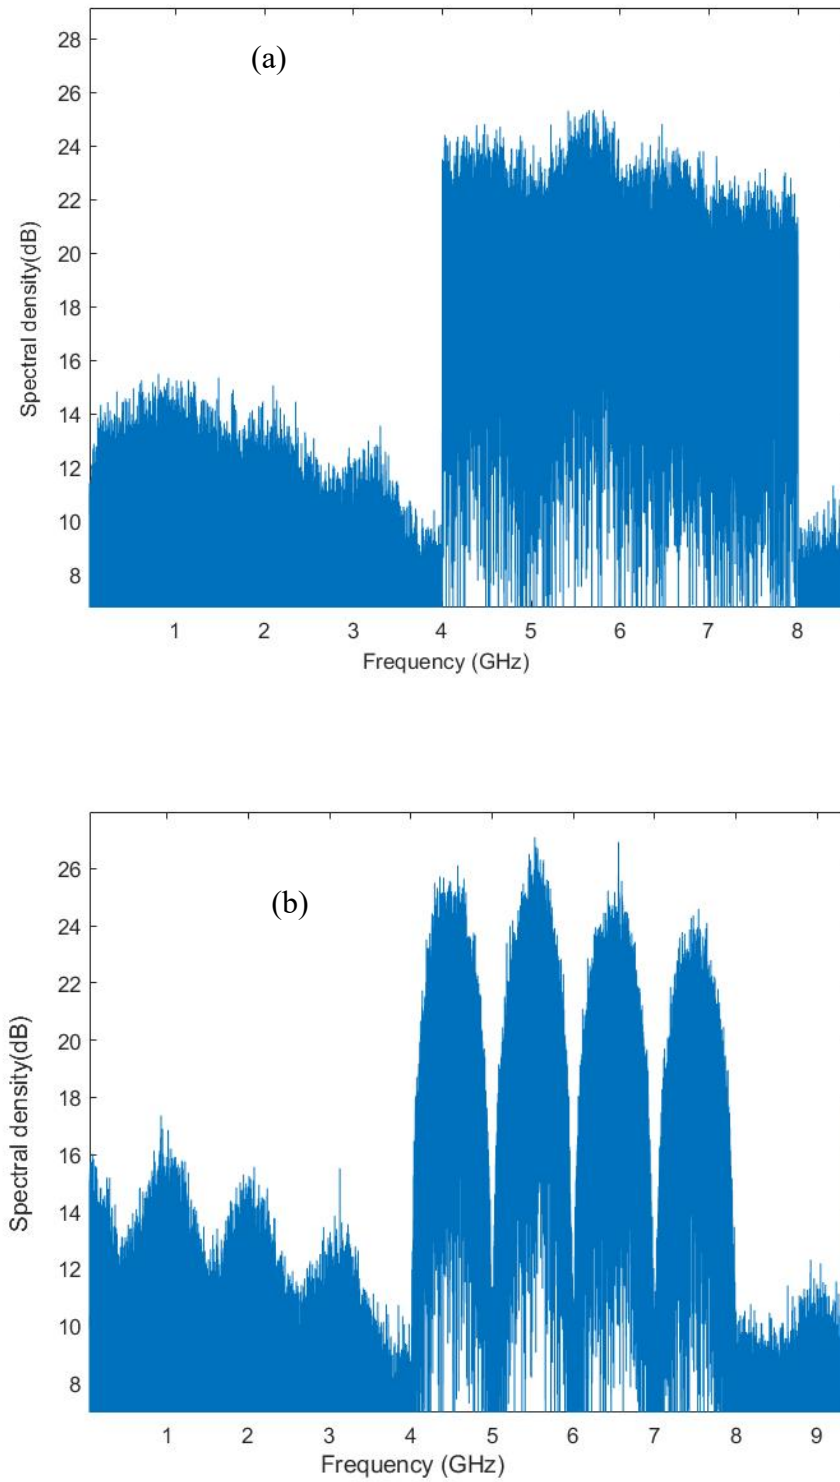 (a)
28
26
24
22
20
18
16
14
12
10
8
Spectral density(dB)
1 2 3 4 5 6 7 8
Frequency (GHz)
(b)
26
24
22
20
18
16
14
12
10
8
Spectral density(dB)
1 2 3 4 5 6 7 8 9
Frequency (GHz)